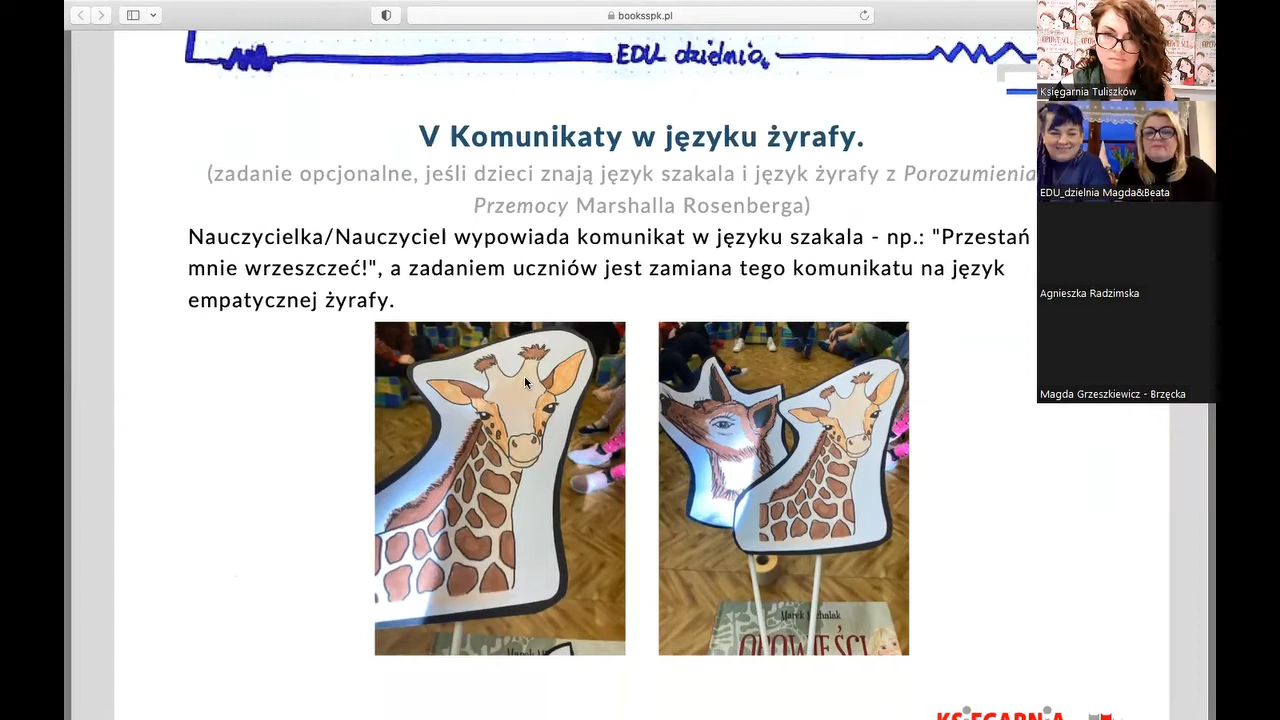 booksspk.pl
EDU dzielnia
V Komunikaty w języku żyrafy.
(zadanie opcjonalne, jeśli dzieci znają język szakala i język żyrafy z Porozumienia
Przemocy Marshalla Rosenberga)
Nauczycielka/Nauczyciel wypowiada komunikat w języku szakala - np.: "Przestań
mnie wrzeszczeć!", a zadaniem uczniów jest zamiana tego komunikatu na język
empatycznej żyrafy.
Marek Michalak
OPOWIEŚCI
KSIĘGARNIA
Księgarnia Tuliszków
EDU_dzielnia Magda&Beata
Agnieszka Radzimska
Magda Grzeszkiewicz - Brzęcka